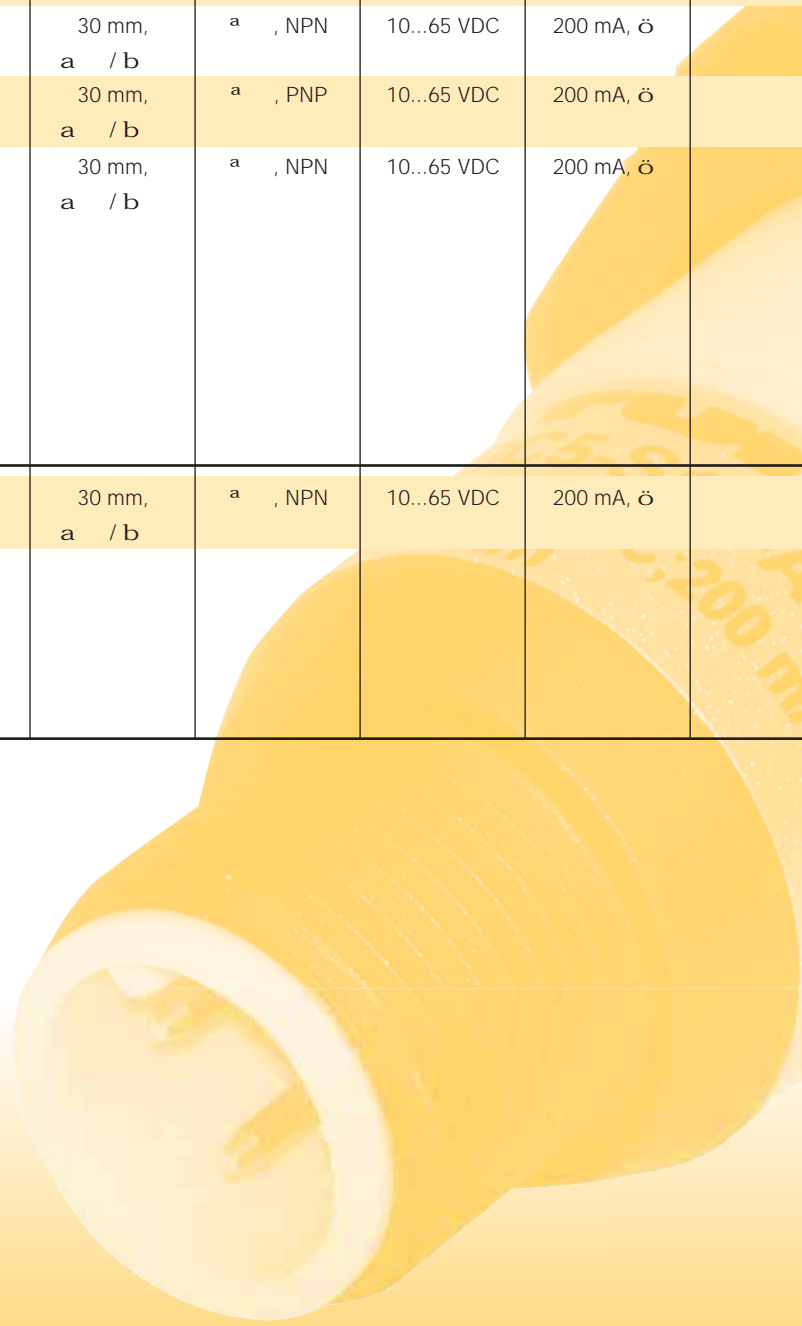 30 mm, ª , NPN 10...65 VDC 200 mA, ö
a / b
30 mm, ª , PNP 10...65 VDC 200 mA, ö
a / b
30 mm, ª , NPN 10...65 VDC 200 mA, ö
a / b
30 mm, ª , NPN 10...65 VDC 200 mA, ö
a / b
C;200 m